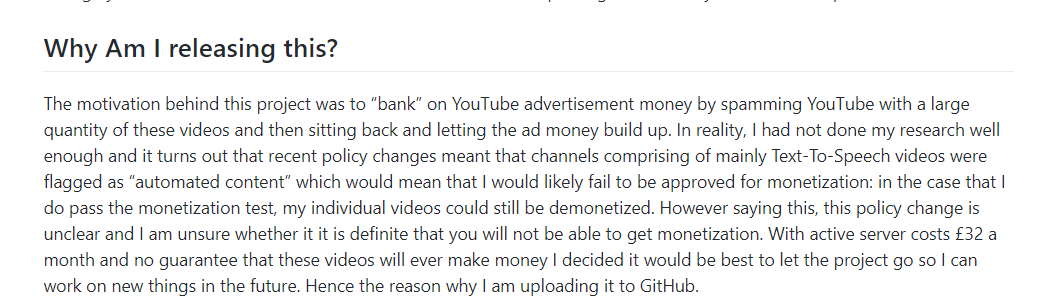 Why Am I releasing this?
The motivation behind this project was to “bank” on YouTube advertisement money by spamming YouTube with a large
quantity of these videos and then sitting back and letting the ad money build up. In reality, I had not done my research well
enough and it turns out that recent policy changes meant that channels comprising of mainly Text-To-Speech videos were
flagged as “automated content” which would mean that I would likely fail to be approved for monetization: in the case that I
do pass the monetization test, my individual videos could still be demonetized. However saying this, this policy change is
unclear and I am unsure whether it it is definite that you will not be able to get monetization. With active server costs £32 a
month and no guarantee that these videos will ever make money I decided it would be best to let the project go so I can
work on new things in the future. Hence the reason why I am uploading it to GitHub.